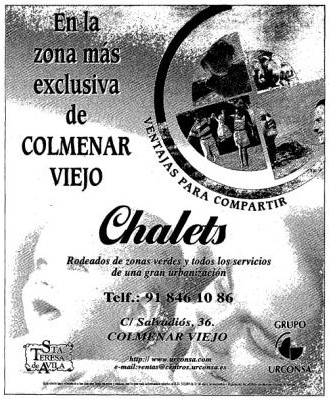 En la
zona más
exclusiva
de
COLMENAR
VIEJO
VENTAJAS PARA COMPARTIR
Chalets
Rodeados de zonas verdes y todos los servicios
de una gran urbanización
Telf.: 91 846 10 86
C/ Salvadiós, 36.
COLMENAR VIEJO
STA
TERESA
de AVILA
GRUPO
URCONSA
http://www.urconsa.com
e-mail:ventas@centros.urconsa.es